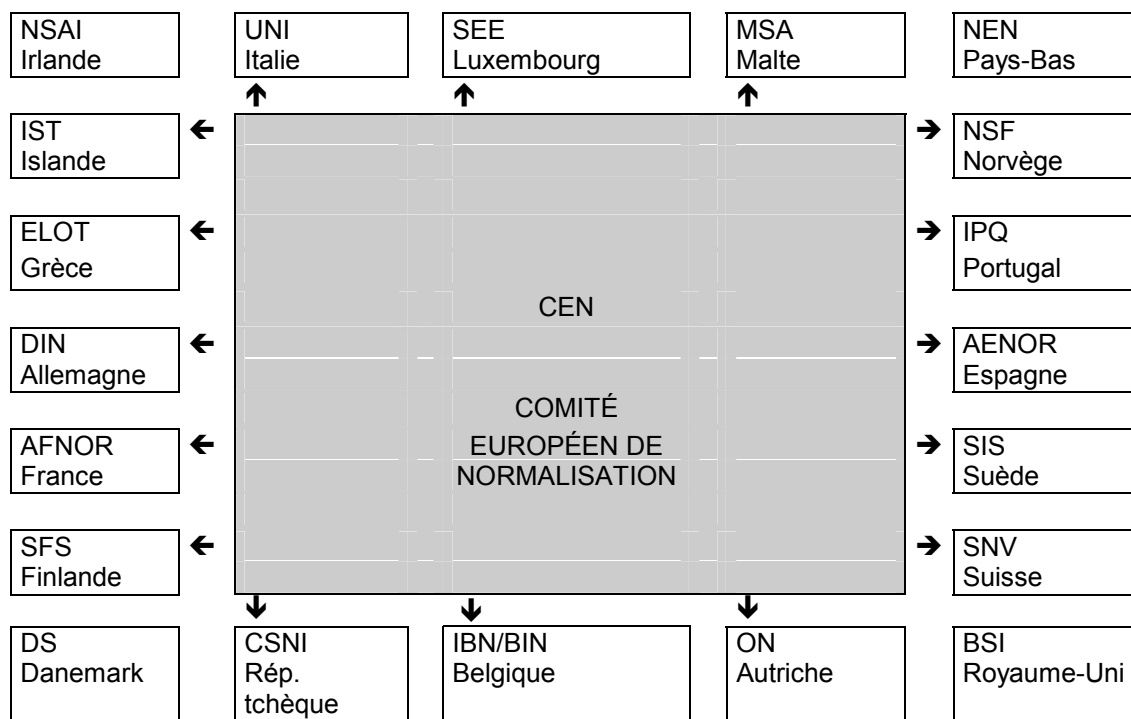 NSAI
Irlande
UNI
Italie
SEE
Luxembourg
MSA
Malte
NEN
Pays-Bas
IST
Islande
NSF
Norvège
ELOT
Grèce
IPQ
Portugal
CEN
DIN
Allemagne
AENOR
Espagne
COMITÉ
EUROPÉEN DE
NORMALISATION
AFNOR
France
SIS
Suède
SFS
Finlande
SNV
Suisse
DS
Danemark
CSNI
Rép.
tchèque
IBN/BIN
Belgique
ON
Autriche
BSI
Royaume-Uni